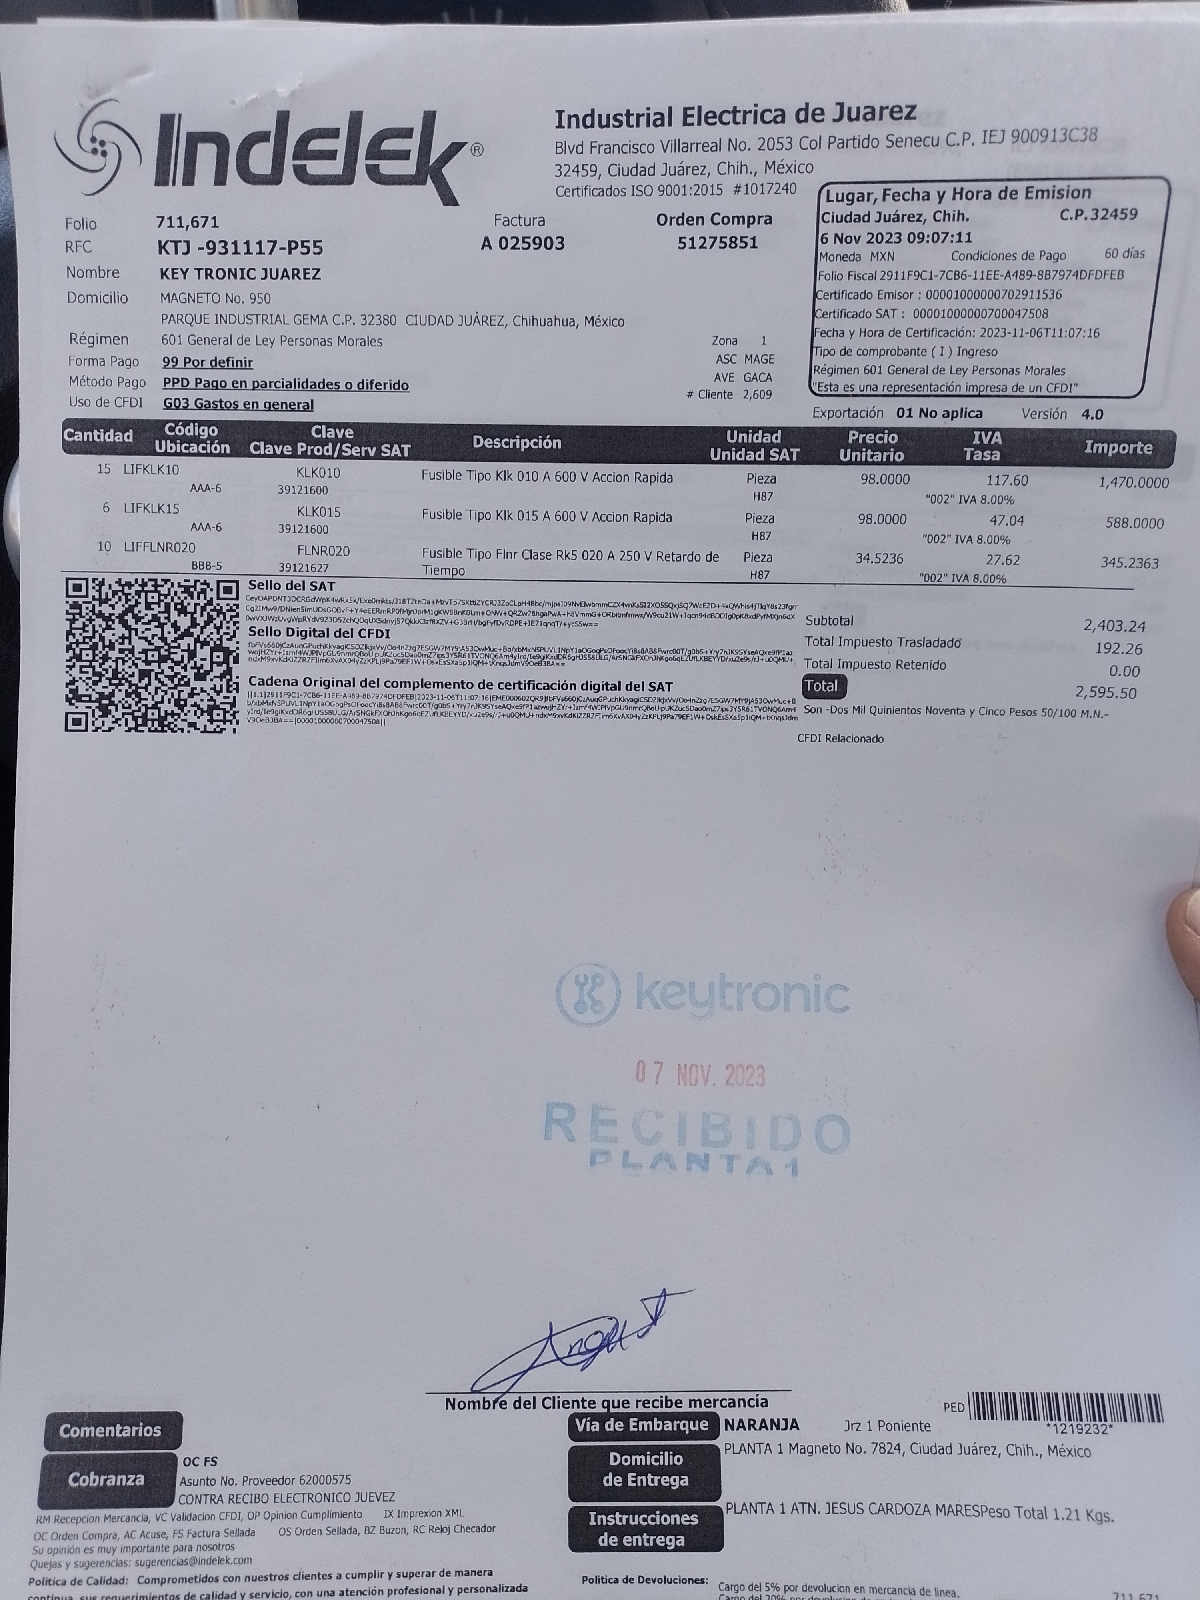 Indelek®
Industrial Electrica de Juarez
Blvd Francisco Villarreal No. 2053 Col Partido Senecu C.P. IEJ 900913C38
32459, Ciudad Juárez, Chih., México
Certificados ISO 9001:2015 #1017240
Folio 711,671
Factura
A 025903
Orden Compra
51275851
RFC KTJ -931117-P55
Nombre KEY TRONIC JUAREZ
Domicilio MAGNETO No. 950
PARQUE INDUSTRIAL GEMA C.P. 32380 CIUDAD JUÁREZ, Chihuahua, México
Régimen 601 General de Ley Personas Morales
Forma Pago 99 Por definir
Método Pago PPD Pago en parcialidades o diferido
Uso de CFDI G03 Gastos en general
Zona 1
ASC MAGE
AVE GACA
# Cliente 2,609
Lugar, Fecha y Hora de Emision
Ciudad Juárez, Chih. C.P.32459
6 Nov 2023 09:07:11
Moneda MXN Condiciones de Pago 60 días
Folio Fiscal 2911F9C1-7CB6-11EE-A489-8B7974DFDFEB
Certificado Emisor : 00001000000702911536
Certificado SAT : 00001000000700047508
Fecha y Hora de Certificación: 2023-11-06T11:07:16
Tipo de comprobante ( I ) Ingreso
Régimen 601 General de Ley Personas Morales
"Esta es una representación impresa de un CFDI"
Exportación 01 No aplica Versión 4.0
Cantidad Código Ubicación Clave Clave Prod/Serv SAT Descripción Unidad Unidad SAT Precio Unitario IVA Tasa Importe
15 LIFKLK10 KLK010 Fusible Tipo Klk 010 A 600 V Accion Rapida Pieza 98.0000 117.60 1,470.0000
AAA-6 39121600 H87 "002" IVA 8.00%
6 LIFKLK15 KLK015 Fusible Tipo Klk 015 A 600 V Accion Rapida Pieza 98.0000 47.04 588.0000
AAA-6 39121600 H87 "002" IVA 8.00%
10 LIFFLNR020 FLNR020 Fusible Tipo Flnr Clase Rk5 020 A 250 V Retardo de Pieza 34.5236 27.62 345.2363
BBB-5 39121627 Tiempo H87 "002" IVA 8.00%
Sello del SAT
Sello Digital del CFDI
Cadena Original del complemento de certificación digital del SAT
Subtotal 2,403.24
Total Impuesto Trasladado 192.26
Total Impuesto Retenido 0.00
Total 2,595.50
Son -Dos Mil Quinientos Noventa y Cinco Pesos 50/100 M.N.-
CFDI Relacionado
keytronic
07 NOV. 2023
RECIBIDO
PLANTA 1
Nombre del Cliente que recibe mercancía
PED
*1219232*
Comentarios
Vía de Embarque NARANJA Jrz 1 Poniente
Domicilio de Entrega PLANTA 1 Magneto No. 7824, Ciudad Juárez, Chih., México
Cobranza
OC FS
Asunto No. Proveedor 62000575
CONTRA RECIBO ELECTRONICO JUEVEZ
Instrucciones de entrega PLANTA 1 ATN. JESUS CARDOZA MARESPeso Total 1.21 Kgs.
RM Recepcion Mercancia, VC Validacion CFDI, OP Opinion Cumplimiento IX Imprexion XML
OC Orden Compra, AC Acuse, FS Factura Sellada OS Orden Sellada, BZ Buzon, RC Reloj Checador
Su opinión es muy importante para nosotros
Quejas y sugerencias: sugerencias@indelek.com
Politica de Calidad: Comprometidos con nuestros clientes a cumplir y superar de manera
continua, sus requerimientos de calidad y servicio, con una atención profesional y personalizada
Politica de Devoluciones: Cargo del 5% por devolucion en mercancia de linea.
711,671